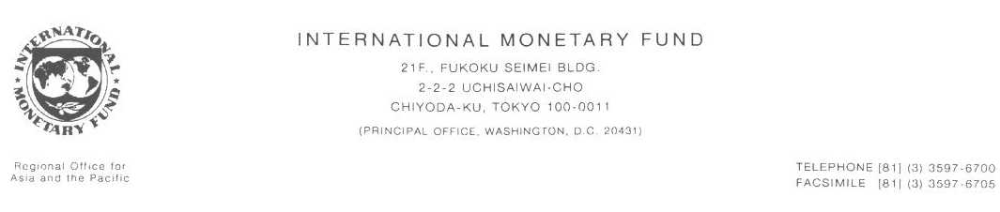 INTERNATIONAL MONETARY FUND
INTERNATIONAL MONETARY FUND
21F., FUKOKU SEIMEI BLDG.
2-2-2 UCHISAIWAI-CHO
CHIYODA-KU, TOKYO 100-0011
(PRINCIPAL OFFICE, WASHINGTON, D.C. 20431)
Regional Office for
Asia and the Pacific
TELEPHONE [81] (3) 3597-6700
FACSIMILE [81] (3) 3597-6705